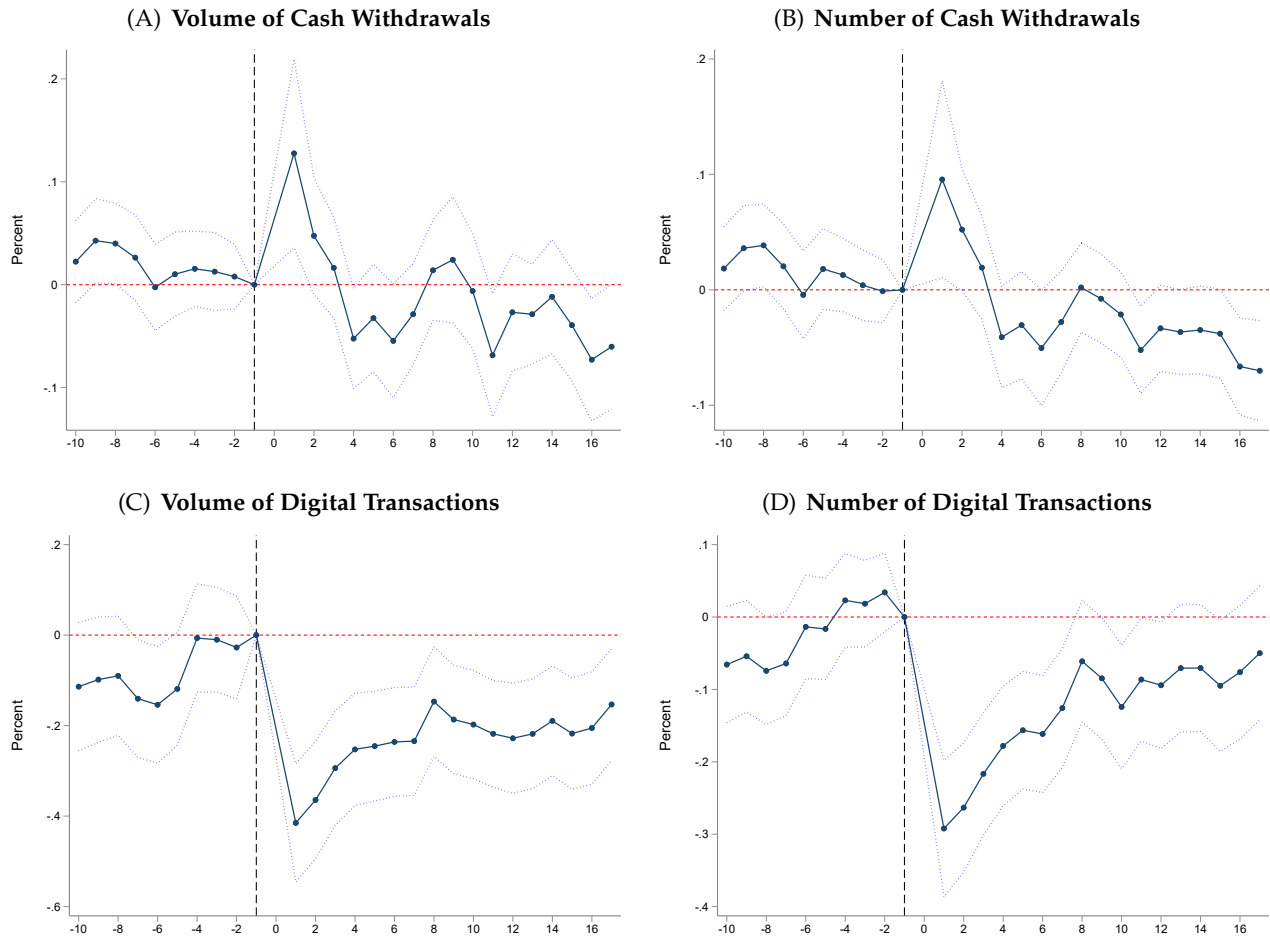 (A) Volume of Cash Withdrawals
Percent
.2
.1
0
-.1
-10 -8 -6 -4 -2 0 2 4 6 8 10 12 14 16
(B) Number of Cash Withdrawals
Percent
.2
.1
0
-.1
-10 -8 -6 -4 -2 0 2 4 6 8 10 12 14 16
(C) Volume of Digital Transactions
Percent
.2
0
-.2
-.4
-.6
-10 -8 -6 -4 -2 0 2 4 6 8 10 12 14 16
(D) Number of Digital Transactions
Percent
.1
0
-.1
-.2
-.3
-.4
-10 -8 -6 -4 -2 0 2 4 6 8 10 12 14 16